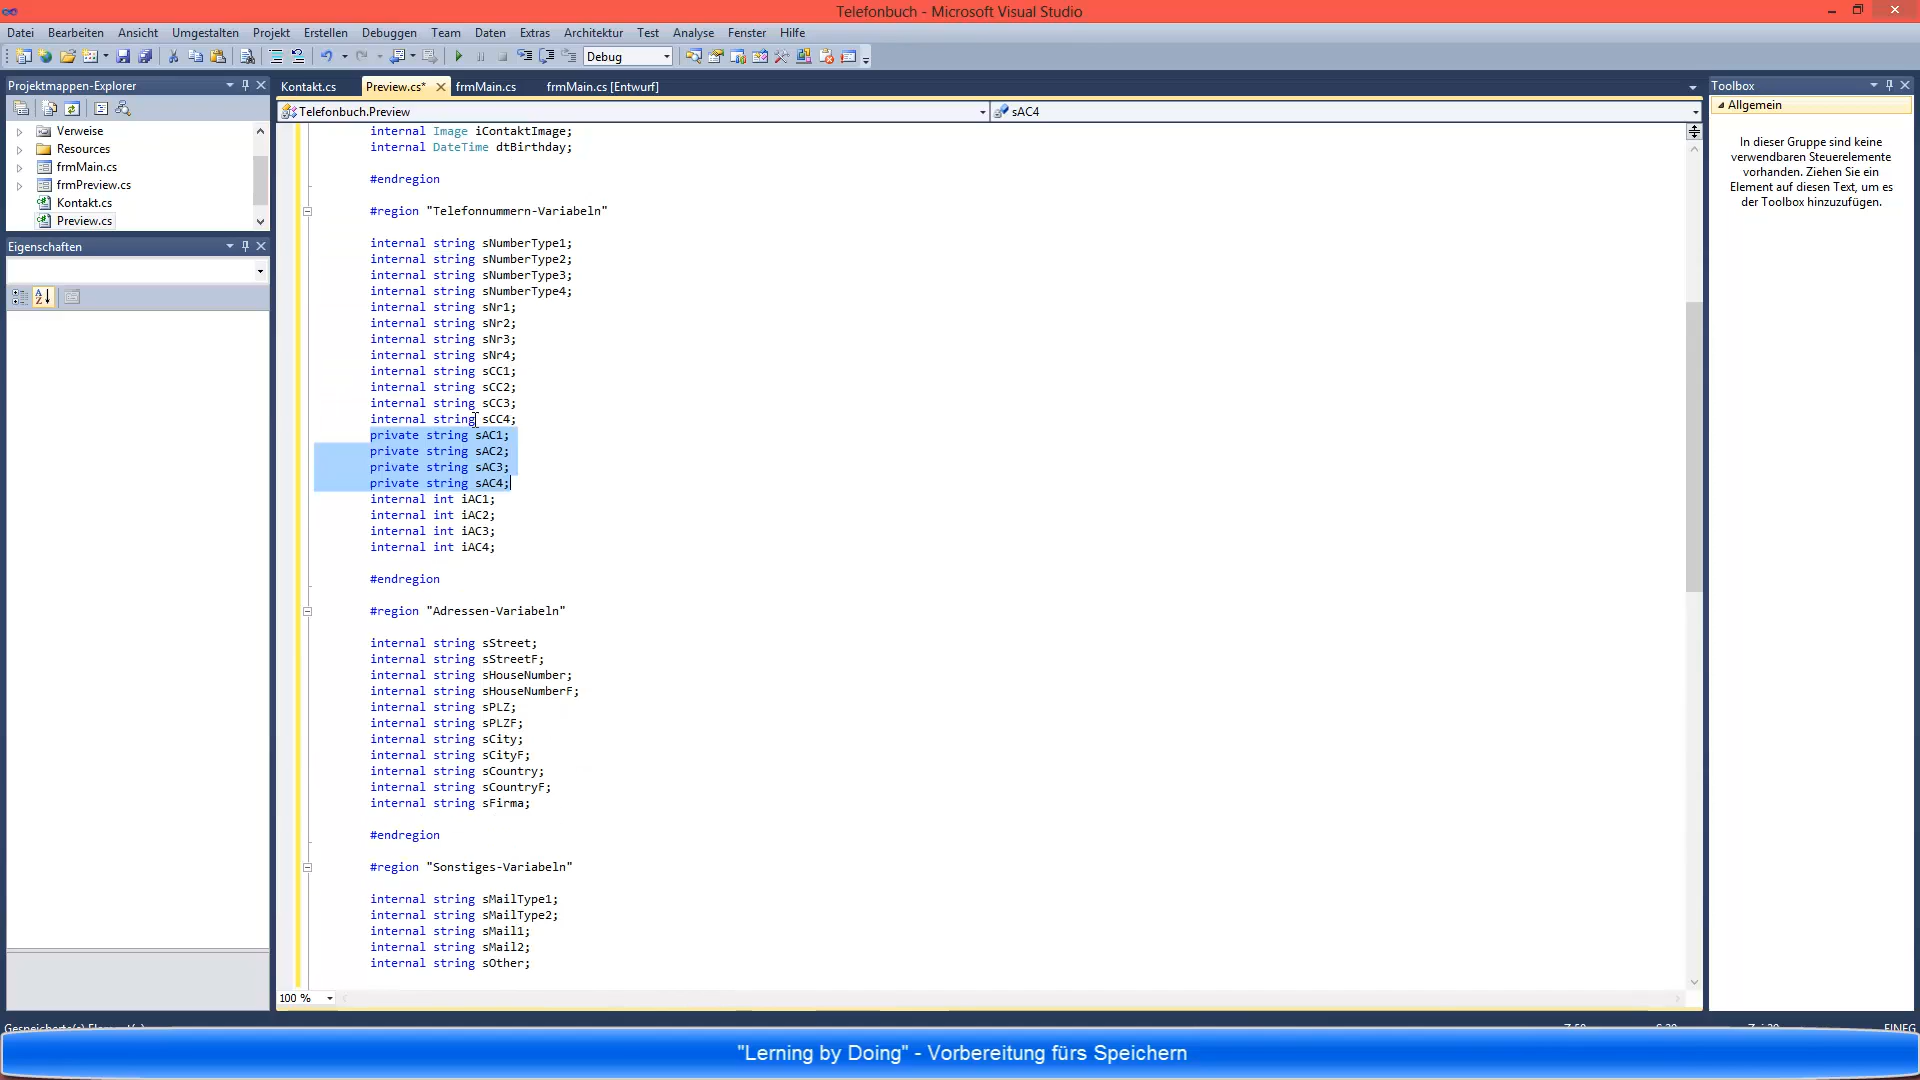 Telefonbuch - Microsoft Visual Studio
Datei Bearbeiten Ansicht Umgestalten Projekt Erstellen Debuggen Team Daten Extras Architektur Test Analyse Fenster Hilfe
Debug
Projektmappen-Explorer
Verweise
Resources
frmMain.cs
frmPreview.cs
Kontakt.cs
Preview.cs
Eigenschaften
Kontakt.cs Preview.cs* frmMain.cs frmMain.cs [Entwurf]
Telefonbuch.Preview sAC4
internal Image iContaktImage;
internal DateTime dtBirthday;
#endregion
#region "Telefonnummern-Variabeln"
internal string sNumberType1;
internal string sNumberType2;
internal string sNumberType3;
internal string sNumberType4;
internal string sNr1;
internal string sNr2;
internal string sNr3;
internal string sNr4;
internal string sCC1;
internal string sCC2;
internal string sCC3;
internal string sCC4;
private string sAC1;
private string sAC2;
private string sAC3;
private string sAC4;
internal int iAC1;
internal int iAC2;
internal int iAC3;
internal int iAC4;
#endregion
#region "Adressen-Variabeln"
internal string sStreet;
internal string sStreetF;
internal string sHouseNumber;
internal string sHouseNumberF;
internal string sPLZ;
internal string sPLZF;
internal string sCity;
internal string sCityF;
internal string sCountry;
internal string sCountryF;
internal string sFirma;
#endregion
#region "Sonstiges-Variabeln"
internal string sMailType1;
internal string sMailType2;
internal string sMail1;
internal string sMail2;
internal string sOther;
100 %
Toolbox
Allgemein
In dieser Gruppe sind keine
verwendbaren Steuerelemente
vorhanden. Ziehen Sie ein
Element auf diesen Text, um es
der Toolbox hinzuzufügen.
"Lerning by Doing" - Vorbereitung fürs Speichern